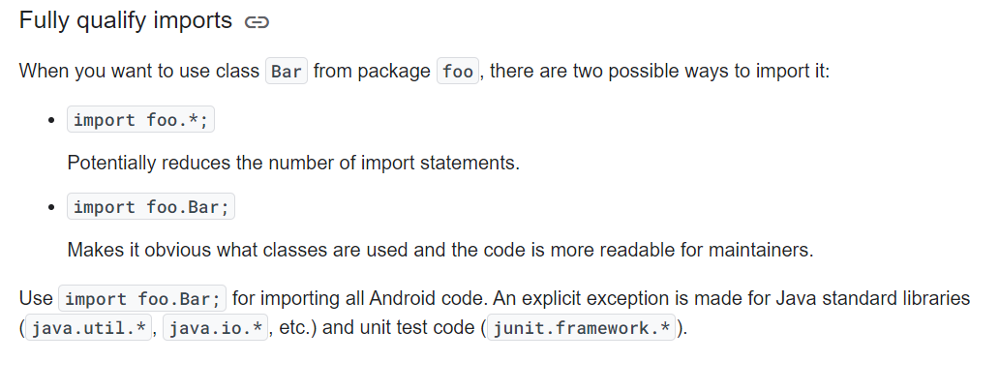 Fully qualify imports
When you want to use class Bar from package foo, there are two possible ways to import it:
• import foo.*;
Potentially reduces the number of import statements.
• import foo.Bar;
Makes it obvious what classes are used and the code is more readable for maintainers.
Use import foo.Bar; for importing all Android code. An explicit exception is made for Java standard libraries
(java.util.*, java.io.*, etc.) and unit test code (junit.framework.*).